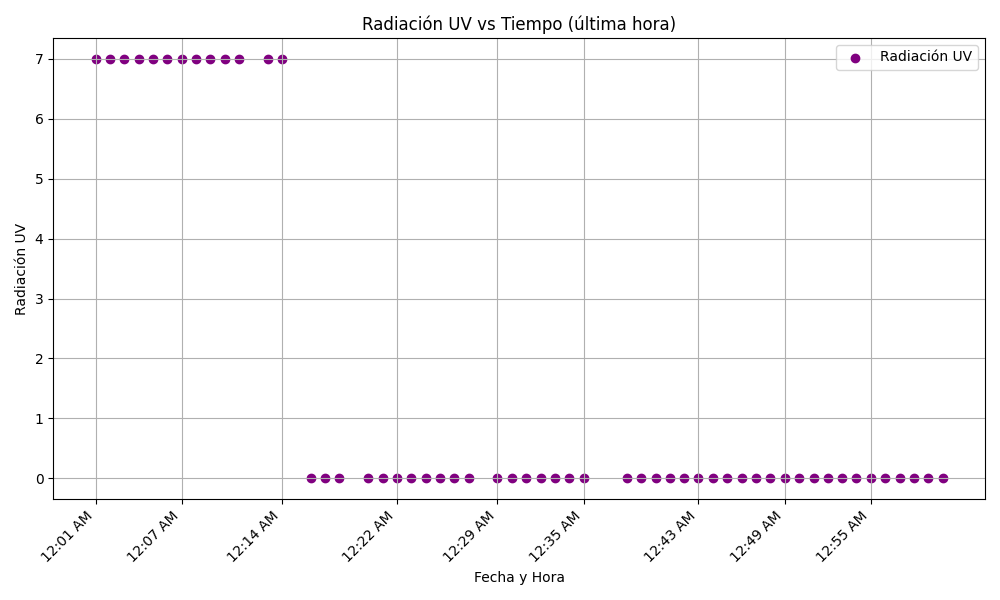 Radiación UV vs Tiempo (última hora)
Radiación UV
7
6
5
4
3
2
1
0
Radiación UV
12:01 AM
12:07 AM
12:14 AM
12:22 AM
12:29 AM
12:35 AM
12:43 AM
12:49 AM
12:55 AM
Fecha y Hora